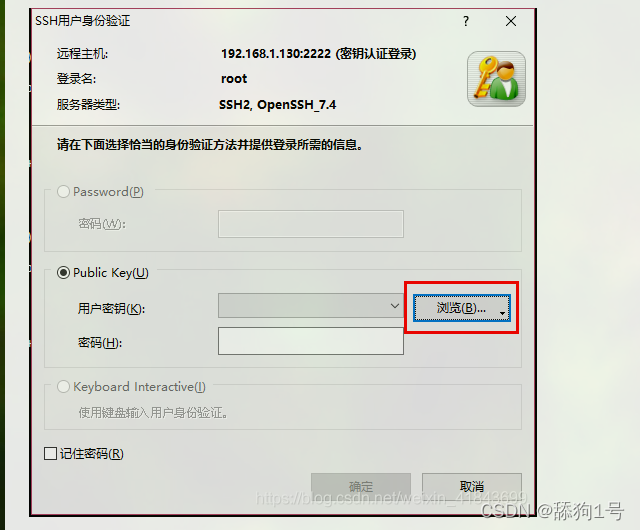 SSH用户身份验证
远程主机: 192.168.1.130:2222 (密钥认证登录)
登录名: root
服务器类型: SSH2, OpenSSH_7.4
请在下面选择恰当的身份验证方法并提供登录所需的信息。
Password(P)
密码(W):
Public Key(U)
用户密钥(K): 浏览(B)...
密码(H):
Keyboard Interactive(I)
使用键盘输入用户身份验证。
记住密码(R)
确定 取消
https://blog.csdn.net/weixin_41843699
CSDN @舔狗1号